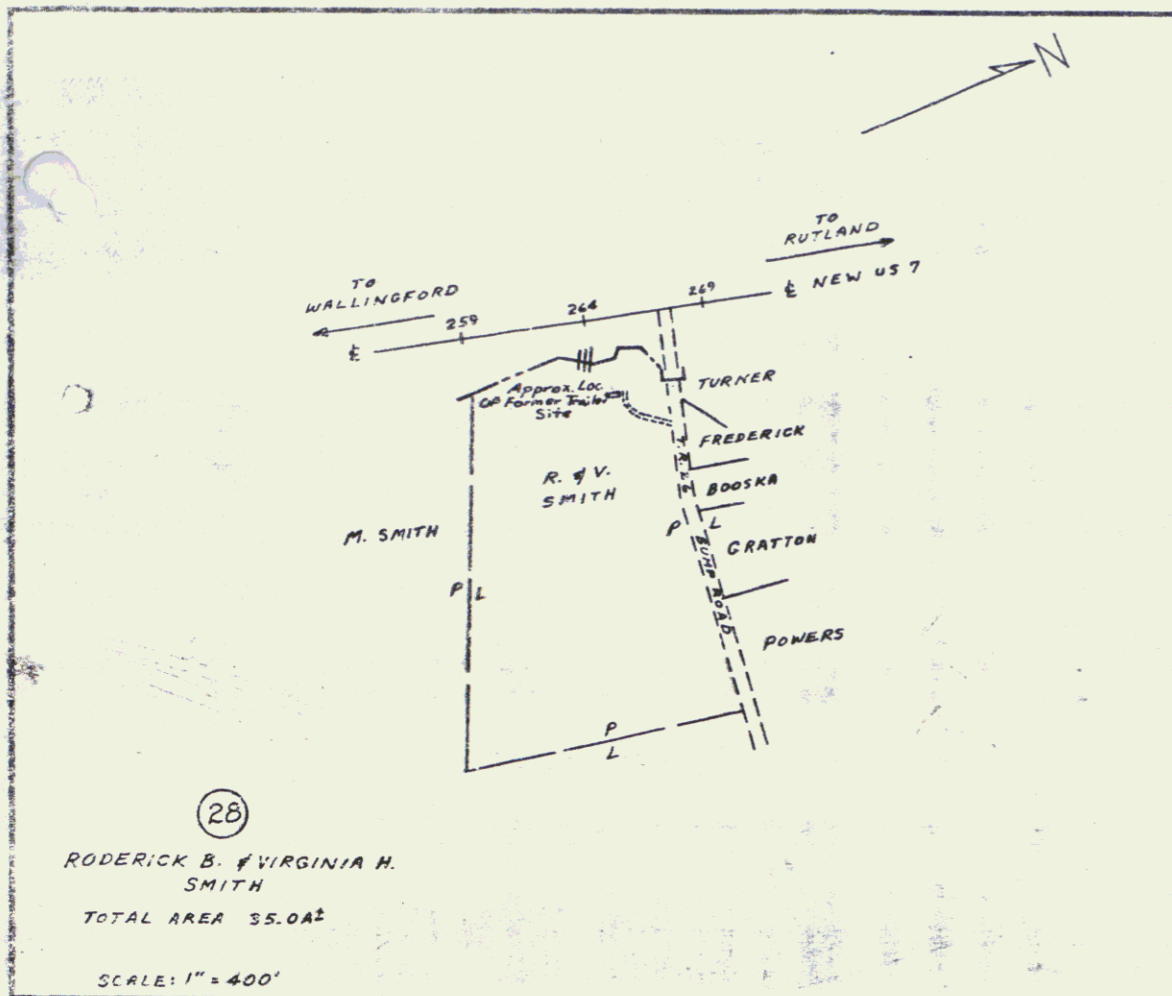 N
TO
RUTLAND
℄ NEW US 7
TO
WALLINGFORD
℄
259
264
269
Approx. Loc.
Of Former Trailer
Site
TURNER
FREDERICK
BOOSKA
GRATTON
POWERS
R. & V.
SMITH
M. SMITH
P L
P L
BUMP ROAD
P
L
28
RODERICK B. & VIRGINIA H.
SMITH
TOTAL AREA 35.0A±
SCALE: 1" = 400'